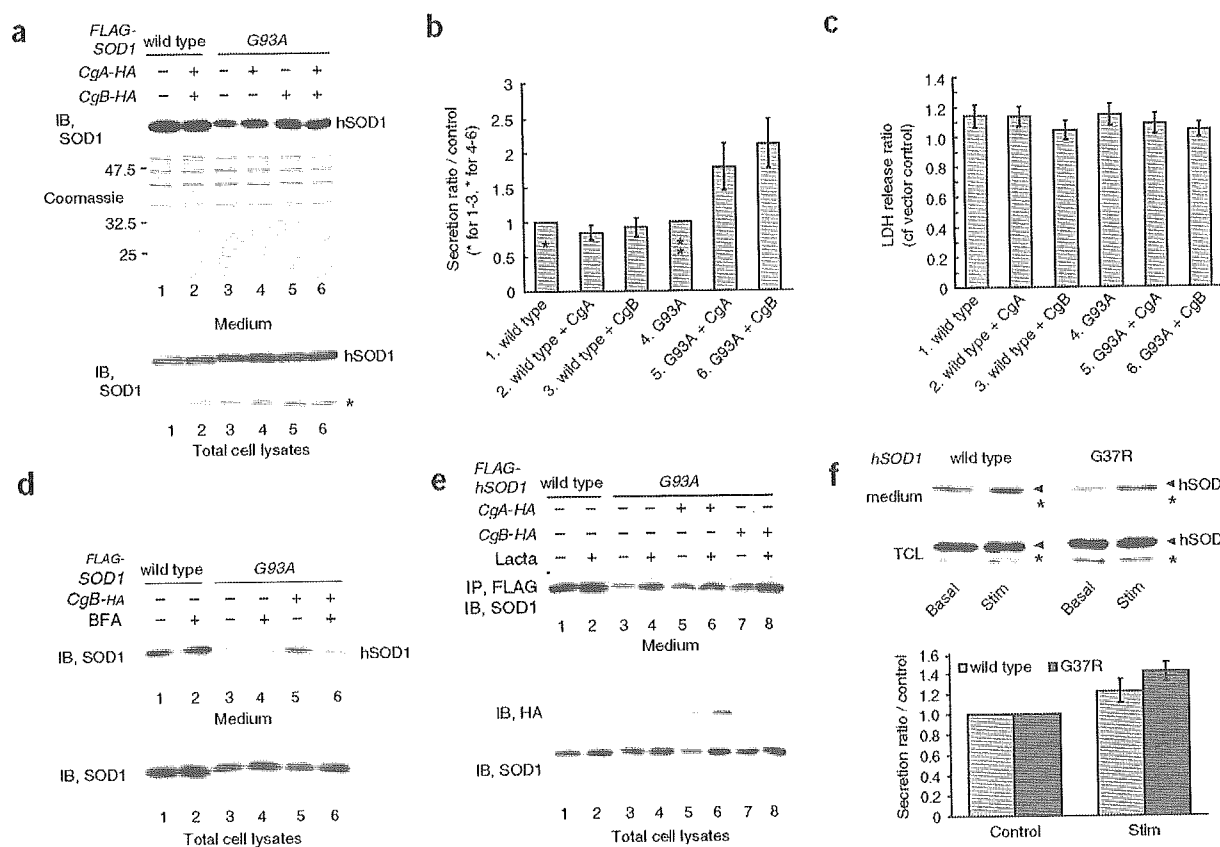 a
FLAG-
SOD1
wild type
G93A
CgA-HA
– + – + – +
CgB-HA
– + – – + +
IB,
SOD1
hSOD1
47.5
Coomassie
32.5
25
1 2 3 4 5 6
Medium
IB,
SOD1
hSOD1
*
1 2 3 4 5 6
Total cell lysates
b
Secretion ratio / control
(* for 1-3, * for 4-6)
3
2.5
2
1.5
1
0.5
0
*
*
*
1. wild type
2. wild type + CgA
3. wild type + CgB
4. G93A
5. G93A + CgA
6. G93A + CgB
c
LDH release ratio
(of vector control)
1.4
1.2
1.0
0.8
0.6
0.4
0.2
0
1. wild type
2. wild type + CgA
3. wild type + CgB
4. G93A
5. G93A + CgA
6. G93A + CgB
d
FLAG-
SOD1
wild type
G93A
CgB-HA
– – – – + +
BFA
– + – + – +
IB, SOD1
hSOD1
1 2 3 4 5 6
Medium
IB, SOD1
1 2 3 4 5 6
Total cell lysates
e
FLAG-
hSOD1
wild type
G93A
CgA-HA
– – – – + + – –
CgB-HA
– – – – – – + +
Lacta
– + – + – + – +
IP, FLAG
IB, SOD1
1 2 3 4 5 6 7 8
Medium
IB, HA
IB, SOD1
1 2 3 4 5 6 7 8
Total cell lysates
f
hSOD1
wild type
G37R
medium
hSOD
*
*
TCL
hSOD
*
*
Basal
Stim
Basal
Stim
wild type
G37R
Secretion ratio / control
1.6
1.4
1.2
1.0
0.8
0.6
0.4
0.2
0
Control
Stim